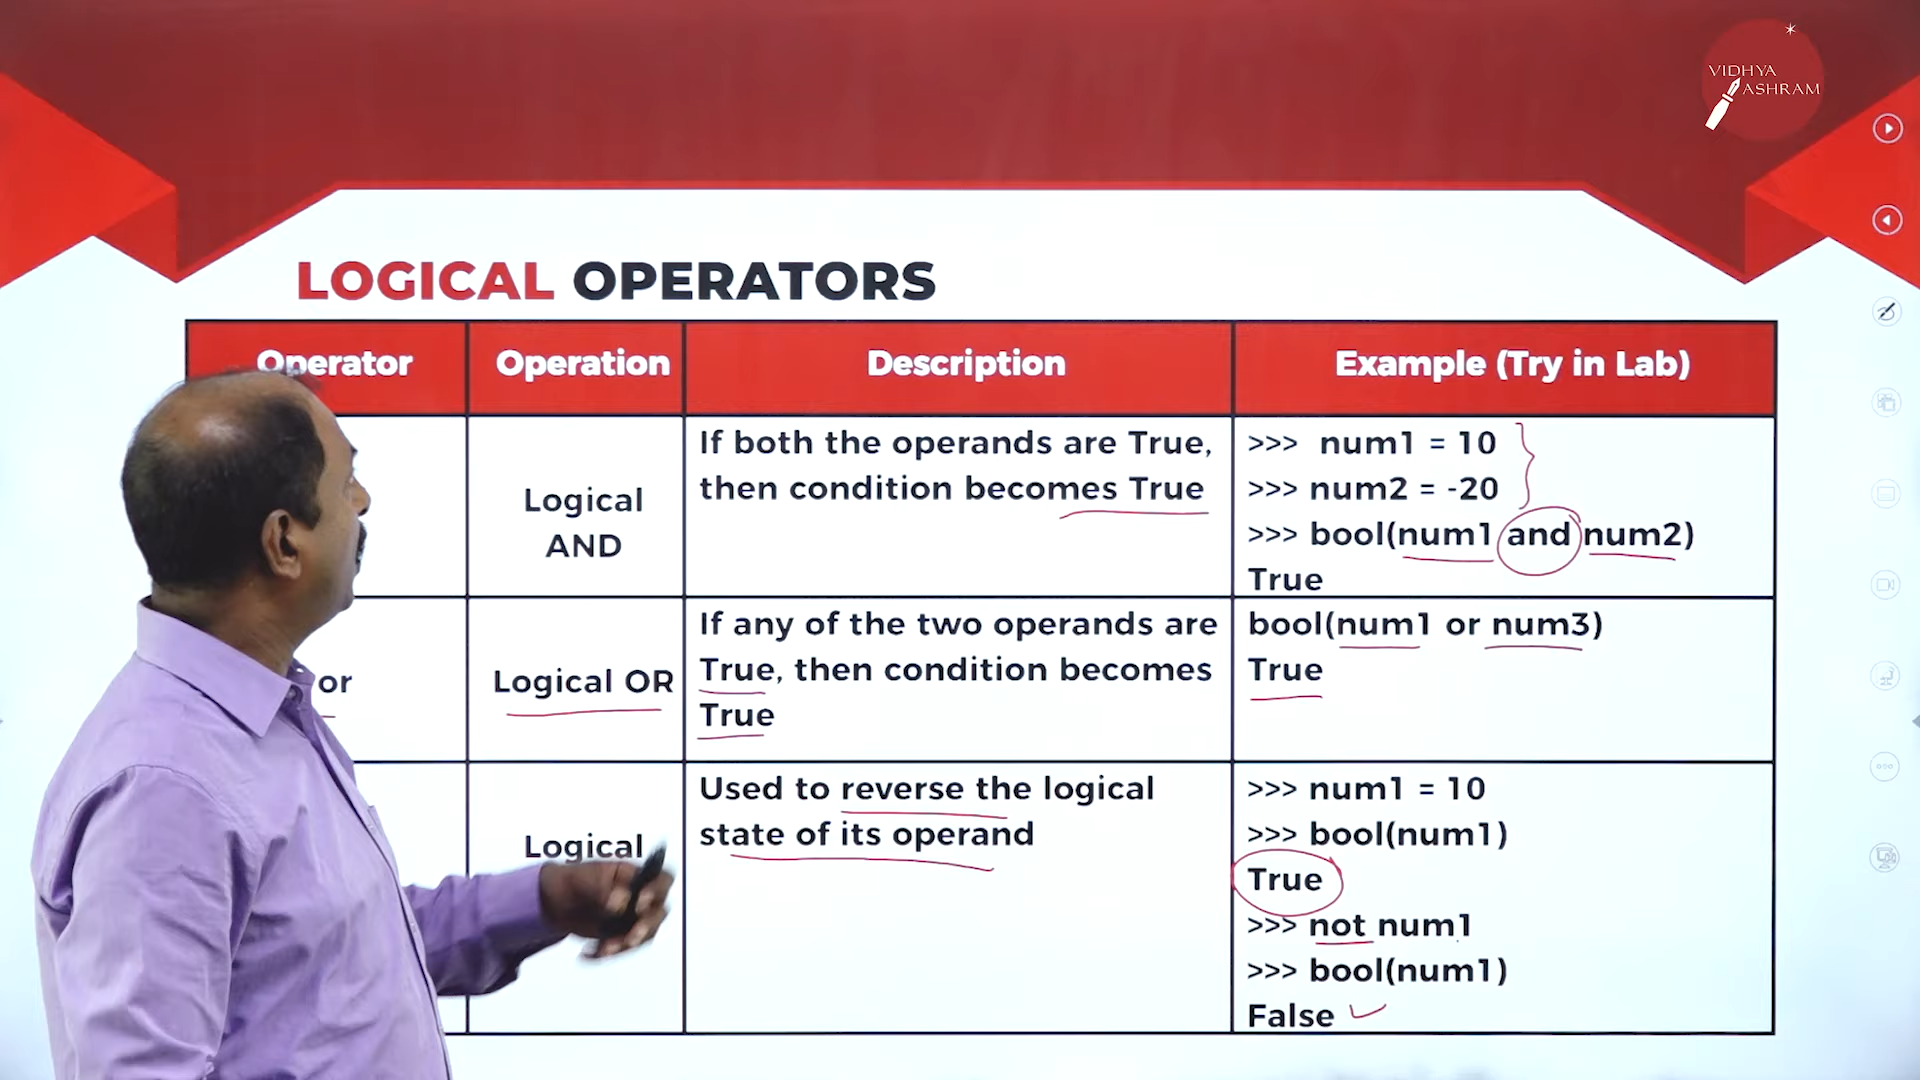 VIDHYA
ASHRAM
LOGICAL OPERATORS
Operator
Operation
Description
Example (Try in Lab)
Logical
AND
If both the operands are True,
then condition becomes True
>>> num1 = 10
>>> num2 = -20
>>> bool(num1 and num2)
True
or
Logical OR
If any of the two operands are
True, then condition becomes
True
bool(num1 or num3)
True
Logical
Used to reverse the logical
state of its operand
>>> num1 = 10
>>> bool(num1)
True
>>> not num1
>>> bool(num1)
False